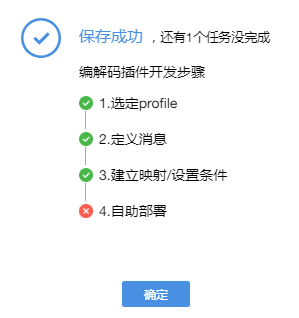 保存成功，还有1个任务没完成
编解码插件开发步骤
1.选定profile
2.定义消息
3.建立映射/设置条件
4.自助部署
确定